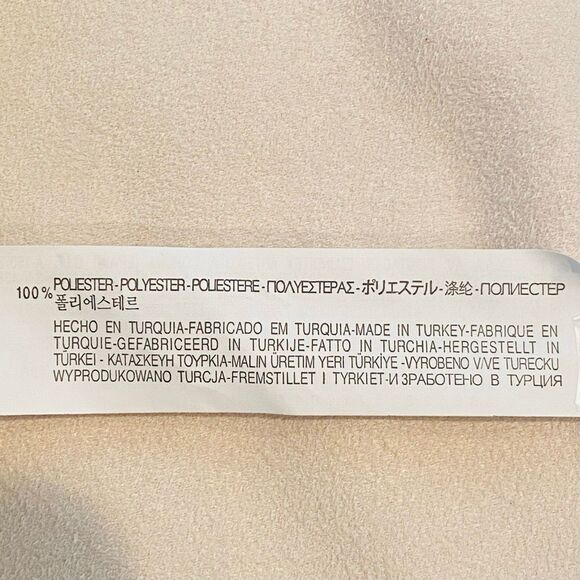 100% POLIESTER-POLYESTER-POLIESTERE-ΠΟΛΥΕΣΤΕΡΑΣ-ポリエステル-涤纶-ПОЛИЕСТЕР
폴리에스테르
HECHO EN TURQUIA-FABRICADO EM TURQUIA-MADE IN TURKEY-FABRIQUE EN
TURQUIE-GEFABRICEERD IN TURKIJE-FATTO IN TURCHIA-HERGESTELLT IN
TÜRKEI - ΚΑΤΑΣΚΕΥΗ ΤΟΥΡΚΙΑ-MALIN ÜRETIM YERI TÜRKİYE -VYROBENO V/VE TURECKU
WYPRODUKOWANO TURCJA-FREMSTILLET I TYRKIET-И ЗРАБОТЕНО В ТУРЦИЯ